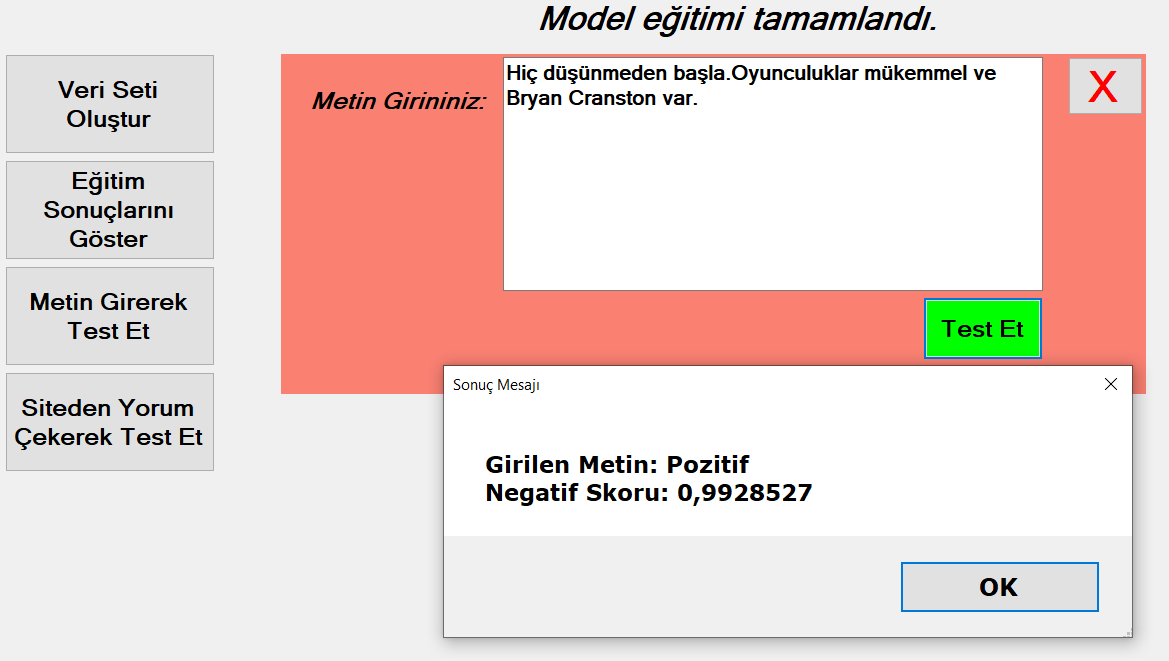 Model eğitimi tamamlandı.
Veri Seti
Oluştur
Eğitim
Sonuçlarını
Göster
Metin Girerek
Test Et
Siteden Yorum
Çekerek Test Et
Metin Girininiz:
Hiç düşünmeden başla.Oyunculuklar mükemmel ve
Bryan Cranston var.
X
Test Et
Sonuç Mesajı
Girilen Metin: Pozitif
Negatif Skoru: 0,9928527
OK